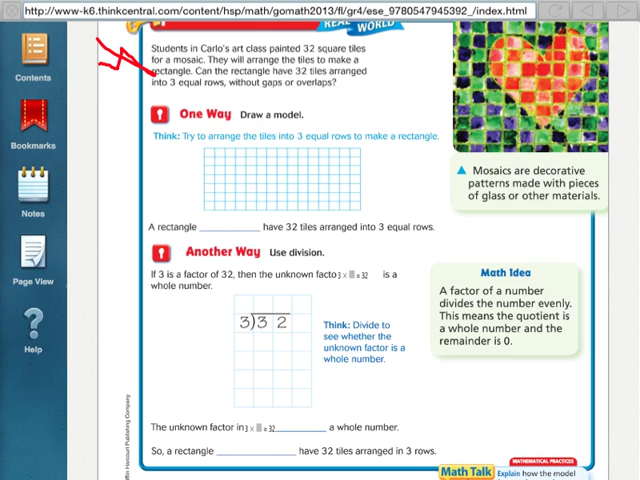 http://www-k6.thinkcentral.com/content/hsp/math/gomath2013/fl/gr4/ese_9780547945392_/index.html
REAL WORLD
Contents
Bookmarks
Notes
Page View
Help
Students in Carlo's art class painted 32 square tiles
for a mosaic. They will arrange the tiles to make a
rectangle. Can the rectangle have 32 tiles arranged
into 3 equal rows, without gaps or overlaps?
One Way Draw a model.
Think: Try to arrange the tiles into 3 equal rows to make a rectangle.
A rectangle ____________ have 32 tiles arranged into 3 equal rows.
▲ Mosaics are decorative
patterns made with pieces
of glass or other materials.
Another Way Use division.
If 3 is a factor of 32, then the unknown facto 3 × ■ = 32 is a
whole number.
3)3 2
Think: Divide to
see whether the
unknown factor is a
whole number.
Math Idea
A factor of a number
divides the number evenly.
This means the quotient is
a whole number and the
remainder is 0.
The unknown factor in 3 × ■ = 32 ____________ a whole number.
So, a rectangle ________________ have 32 tiles arranged in 3 rows.
Harcourt Publishing Company
MATHEMATICAL PRACTICES
Math Talk Explain how the model